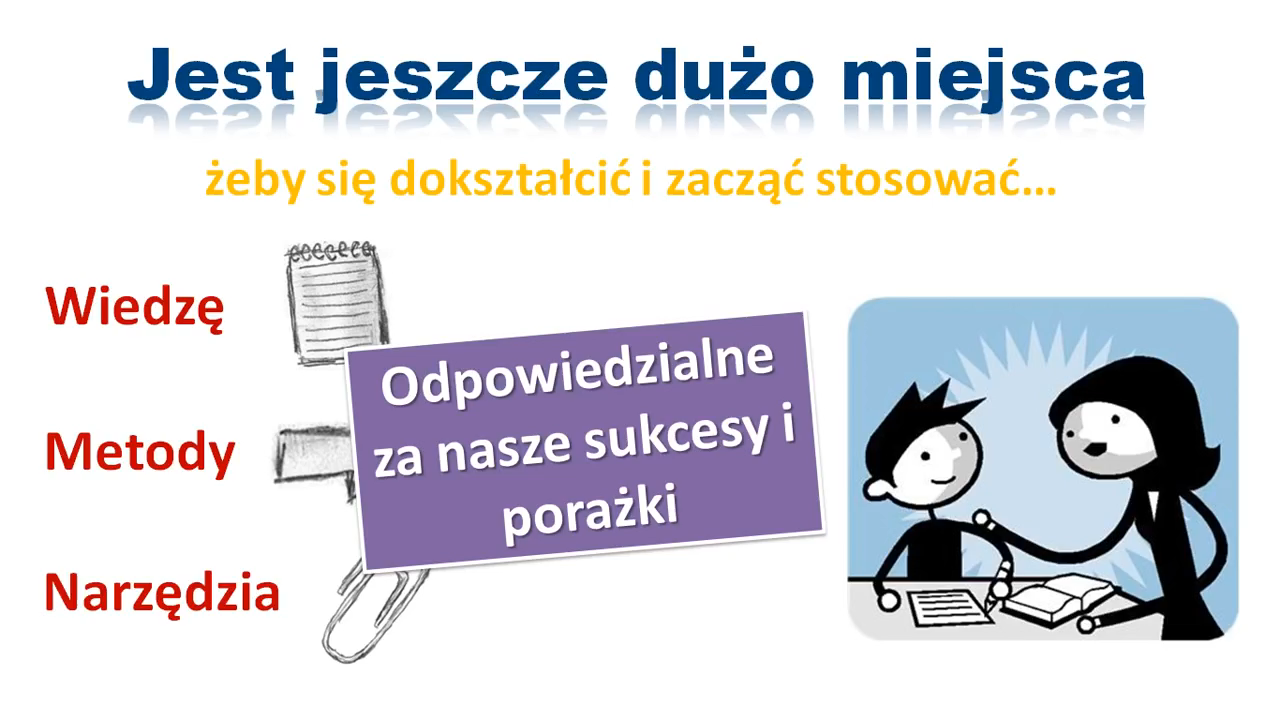 Jest jeszcze dużo miejsca
żeby się dokształcić i zacząć stosować...
Wiedzę
Metody
Narzędzia
Odpowiedzialne
za nasze sukcesy i
porażki